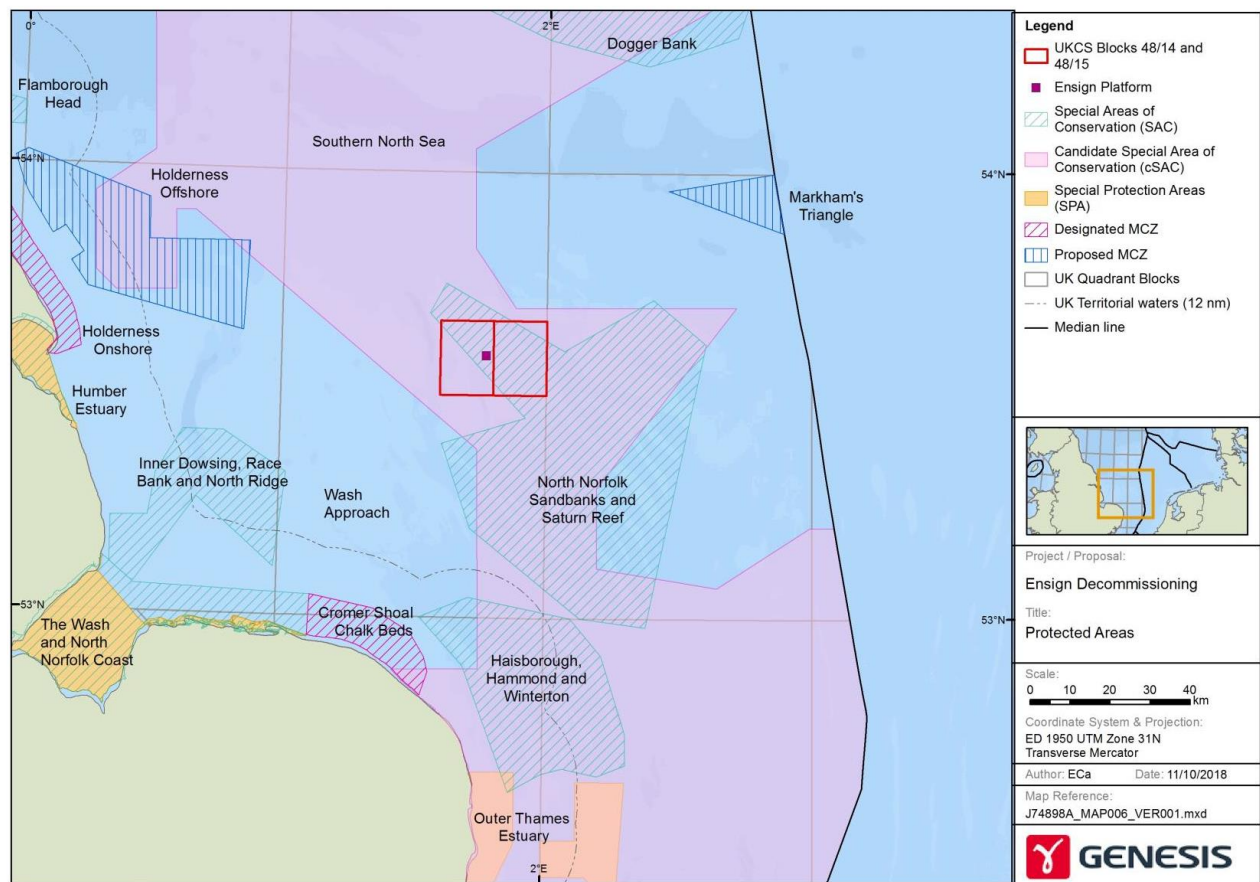 0°
2°E
Dogger Bank
Flamborough
Head
Southern North Sea
54°N
54°N
Holderness
Offshore
Markham's
Triangle
Holderness
Onshore
Humber
Estuary
Inner Dowsing, Race
Bank and North Ridge
Wash
Approach
North Norfolk
Sandbanks and
Saturn Reef
53°N
53°N
Cromer Shoal
Chalk Beds
The Wash
and North
Norfolk Coast
Haisborough,
Hammond and
Winterton
Outer Thames
Estuary
2°E
Legend
UKCS Blocks 48/14 and
48/15
Ensign Platform
Special Areas of
Conservation (SAC)
Candidate Special Area of
Conservation (cSAC)
Special Protection Areas
(SPA)
Designated MCZ
Proposed MCZ
UK Quadrant Blocks
UK Territorial waters (12 nm)
Median line
Project / Proposal:
Ensign Decommissioning
Title:
Protected Areas
Scale:
0 10 20 30 40
km
Coordinate System & Projection:
ED 1950 UTM Zone 31N
Transverse Mercator
Author: ECa Date: 11/10/2018
Map Reference:
J74898A_MAP006_VER001.mxd
GENESIS